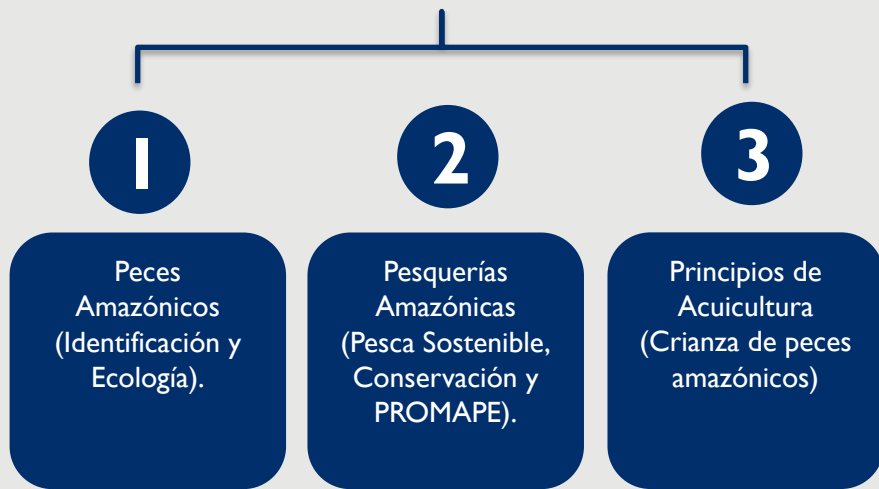 1
2
3
Peces
Amazónicos
(Identificación y
Ecología).
Pesquerías
Amazónicas
(Pesca Sostenible,
Conservación y
PROMAPE).
Principios de
Acuicultura
(Crianza de peces
amazónicos)